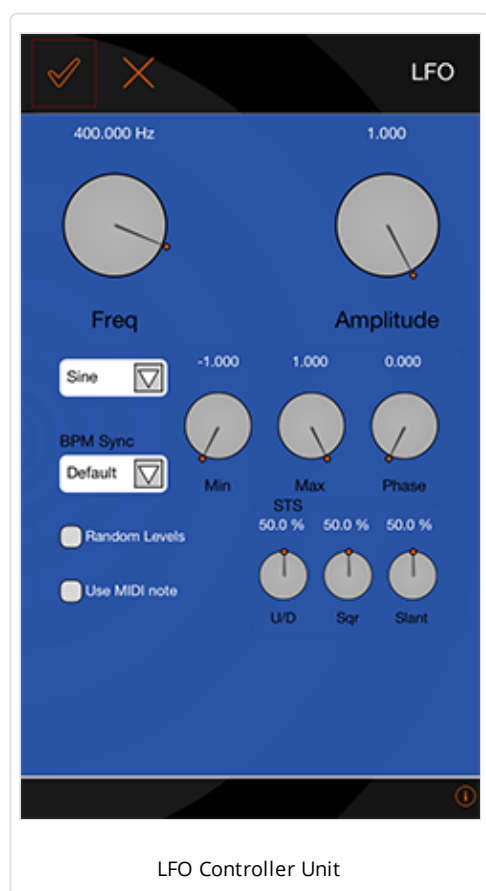 LFO
400.000 Hz
1.000
Freq
Amplitude
Sine
-1.000
1.000
0.000
BPM Sync
Default
Min
Max
Phase
STS
50.0 %
50.0 %
50.0 %
Random Levels
Use MIDI note
U/D
Sqr
Slant
LFO Controller Unit